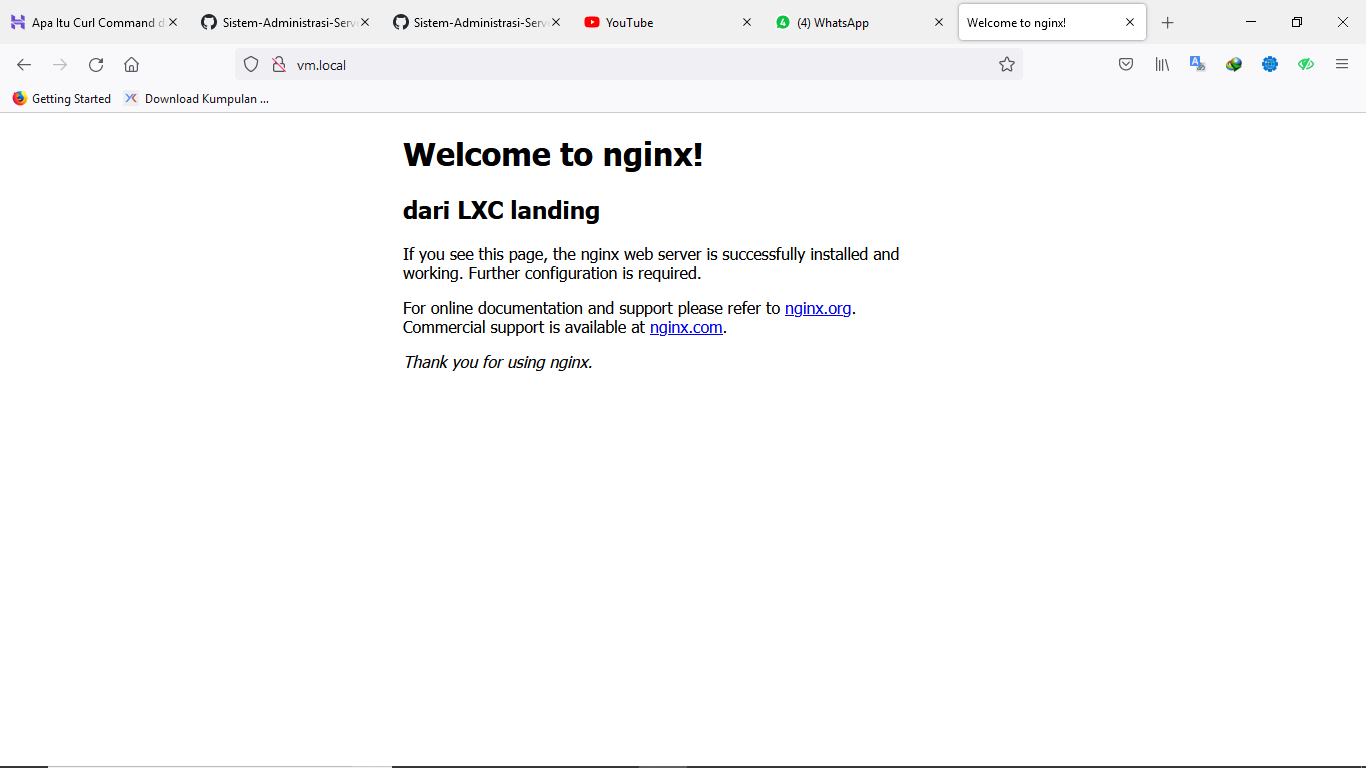 Apa Itu Curl Command d
Sistem-Administrasi-Serv
Sistem-Administrasi-Serv
YouTube
4
(4) WhatsApp
Welcome to nginx!
vm.local
Getting Started
Download Kumpulan ...
Welcome to nginx!
dari LXC landing
If you see this page, the nginx web server is successfully installed and
working. Further configuration is required.
For online documentation and support please refer to nginx.org.
Commercial support is available at nginx.com.
Thank you for using nginx.